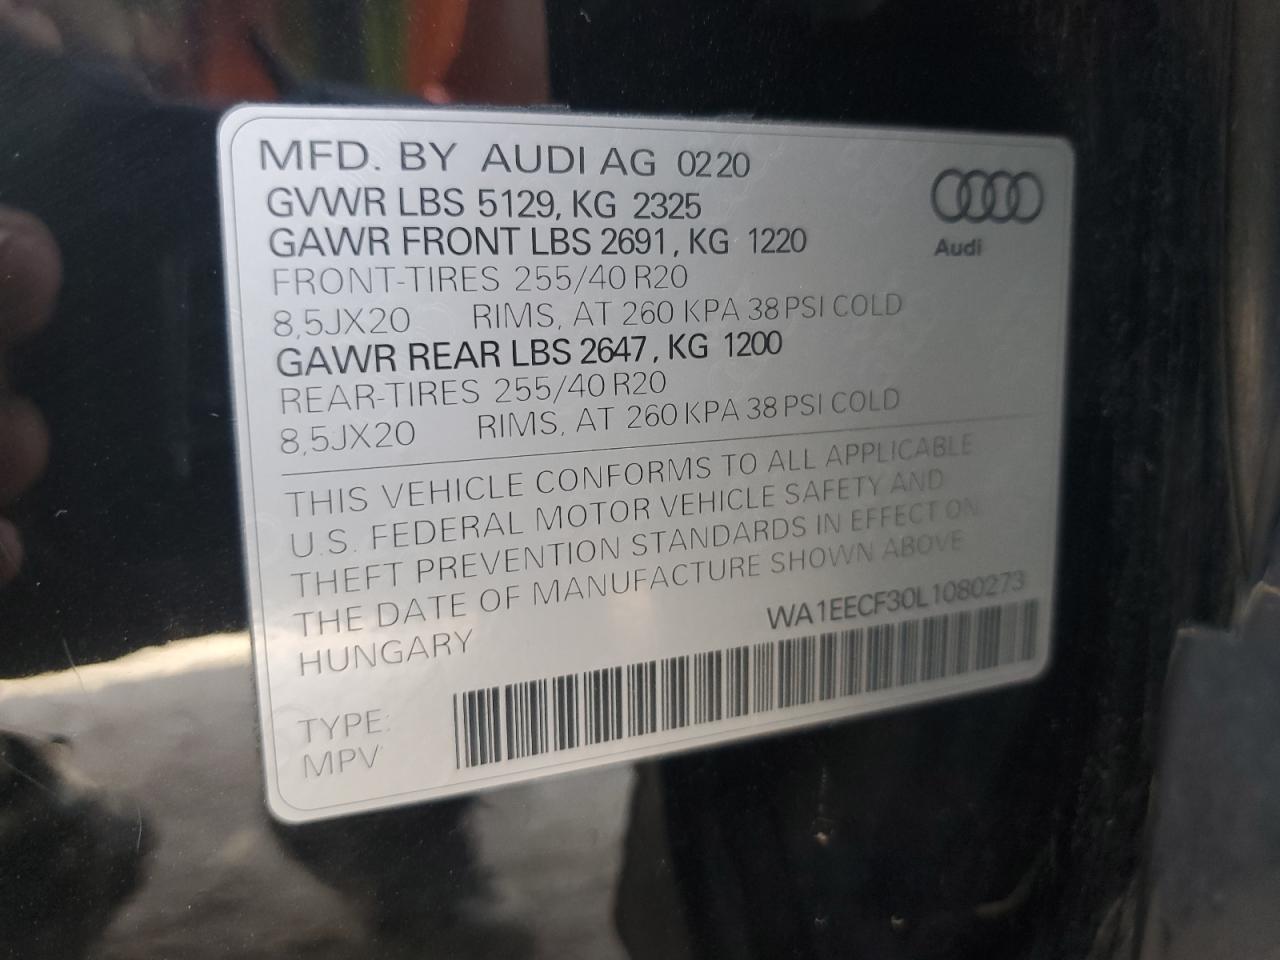 MFD. BY AUDI AG 0220
GVWR LBS 5129, KG 2325
GAWR FRONT LBS 2691, KG 1220
FRONT-TIRES 255/40 R20
8,5JX20 RIMS, AT 260 KPA 38 PSI COLD
GAWR REAR LBS 2647, KG 1200
REAR-TIRES 255/40 R20
8,5JX20 RIMS, AT 260 KPA 38 PSI COLD
Audi
THIS VEHICLE CONFORMS TO ALL APPLICABLE
U.S. FEDERAL MOTOR VEHICLE SAFETY AND
THEFT PREVENTION STANDARDS IN EFFECT ON
THE DATE OF MANUFACTURE SHOWN ABOVE
HUNGARY
WA1EECF30L1080273
TYPE:
MPV